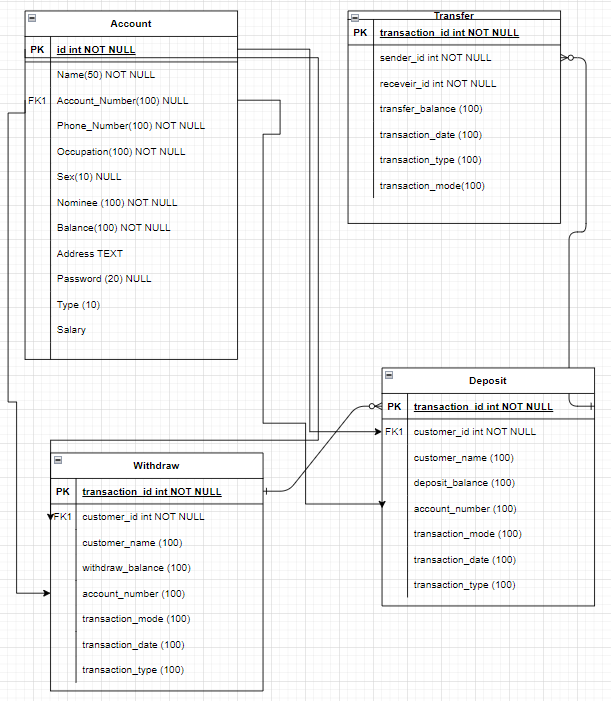 Account
PK id int NOT NULL
Name(50) NOT NULL
FK1 Account_Number(100) NULL
Phone_Number(100) NOT NULL
Occupation(100) NOT NULL
Sex(10) NULL
Nominee (100) NOT NULL
Balance(100) NOT NULL
Address TEXT
Password (20) NULL
Type (10)
Salary
Transfer
PK transaction_id int NOT NULL
sender_id int NOT NULL
receveir_id int NOT NULL
transfer_balance (100)
transaction_date (100)
transaction_type (100)
transaction_mode(100)
Deposit
PK transaction_id int NOT NULL
FK1 customer_id int NOT NULL
customer_name (100)
deposit_balance (100)
account_number (100)
transaction_mode (100)
transaction_date (100)
transaction_type (100)
Withdraw
PK transaction_id int NOT NULL
FK1 customer_id int NOT NULL
customer_name (100)
withdraw_balance (100)
account_number (100)
transaction_mode (100)
transaction_date (100)
transaction_type (100)